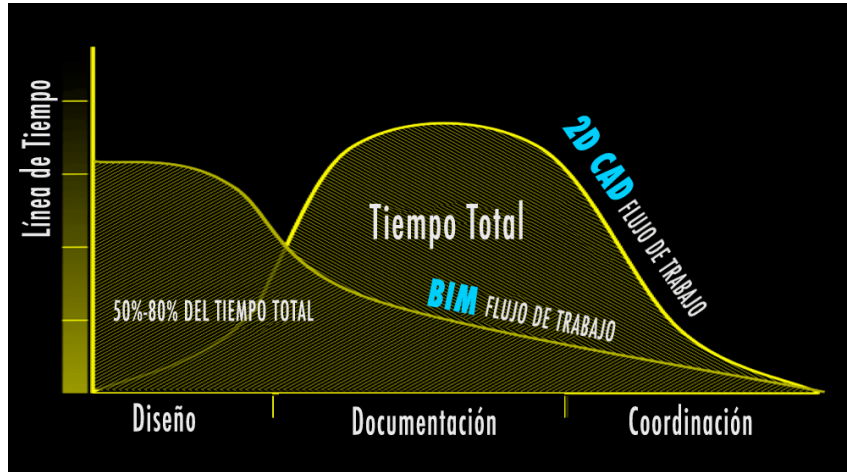 Línea de Tiempo
2D CAD FLUJO DE TRABAJO
Tiempo Total
BIM FLUJO DE TRABAJO
50%-80% DEL TIEMPO TOTAL
Diseño
Documentación
Coordinación